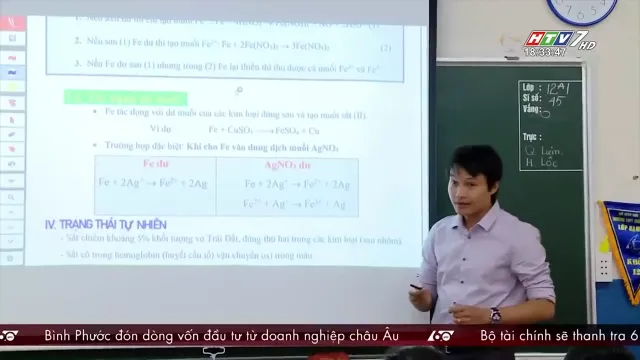 HTV7 HD
18:33:47
2. Nếu sau (1) Fe dư thì tạo muối Fe²⁺: Fe + 2Fe(NO₃)₃ → 3Fe(NO₃)₂ (2)
3. Nếu Fe dư sau (1) nhưng trong (2) Fe lại thiếu thì thu được cả muối Fe²⁺ và Fe³⁺
• Fe tác dụng với dd muối của các kim loại đứng sau và tạo muối sắt (II).
Ví dụ: Fe + CuSO₄ → FeSO₄ + Cu
• Trường hợp đặc biệt: Khi cho Fe vào dung dịch muối AgNO₃
Fe dư AgNO₃ dư
Fe + 2Ag⁺ → Fe²⁺ + 2Ag Fe + 2Ag⁺ → Fe²⁺ + 2Ag
Fe²⁺ + Ag⁺ → Fe³⁺ + Ag
IV. TRẠNG THÁI TỰ NHIÊN
- Sắt chiếm khoảng 5% khối lượng vỏ Trái Đất, đứng thứ hai trong các kim loại (sau nhôm).
- Sắt có trong hemoglobin (huyết cầu tố) vận chuyển oxi trong máu
Lớp: 12A1
Sĩ số: 45
Vắng: 0
Trực:
Q. Luân
H. Lộc
60 Bình Phước đón dòng vốn đầu tư từ doanh nghiệp châu Âu 60 Bộ tài chính sẽ thanh tra 6